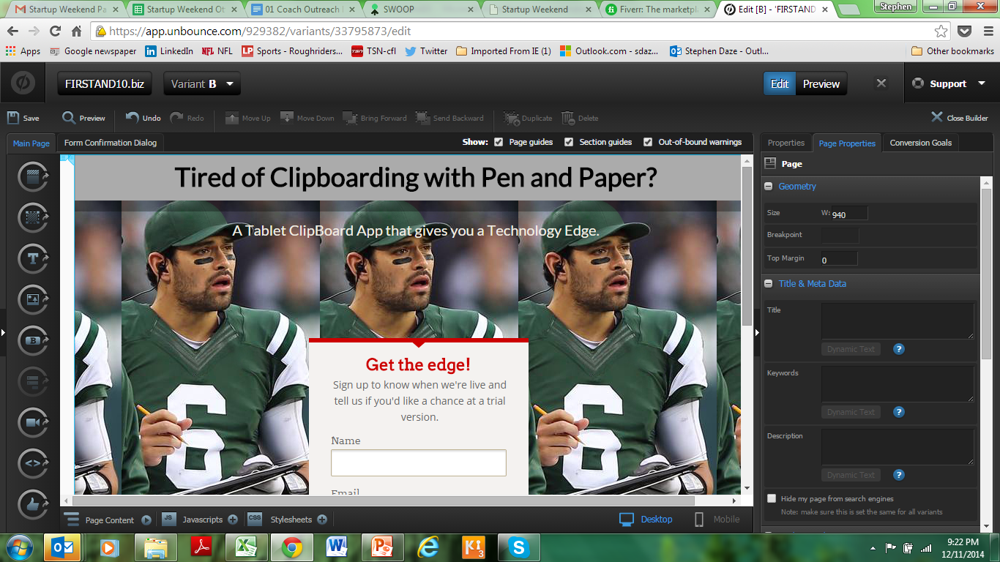 Startup Weekend Pa
Startup Weekend Ot
01 Coach Outreach
SWOOP
Startup Weekend
Fiverr: The marketpl
Edit [B] - 'FIRSTAND
Stephen
https://app.unbounce.com/929382/variants/33795873/edit
Apps
Google newspaper
LinkedIn
NFL
Sports - Roughriders...
TSN-cfl
Twitter
Imported From IE (1)
Outlook.com - sdaz...
Stephen Daze - Outl...
Other bookmarks
FIRSTAND10.biz
Variant B
Edit
Preview
Support
Save
Preview
Undo
Redo
Move Up
Move Down
Bring Forward
Send Backward
Duplicate
Delete
Close Builder
Main Page
Form Confirmation Dialog
Show:
Page guides
Section guides
Out-of-bound warnings
Properties
Page Properties
Conversion Goals
Page
Geometry
Size
W: 940
Breakpoint
Top Margin
0
Title & Meta Data
Title
Dynamic Text
?
Keywords
Dynamic Text
?
Description
Dynamic Text
?
Hide my page from search engines
Note: make sure this is set the same for all variants
Tired of Clipboarding with Pen and Paper?
A Tablet ClipBoard App that gives you a Technology Edge.
6
6
Get the edge!
Sign up to know when we're live and
tell us if you'd like a chance at a trial
version.
Name
Email
Page Content
JS
Javascripts
CSS
Stylesheets
Desktop
Mobile
9:22 PM
12/11/2014